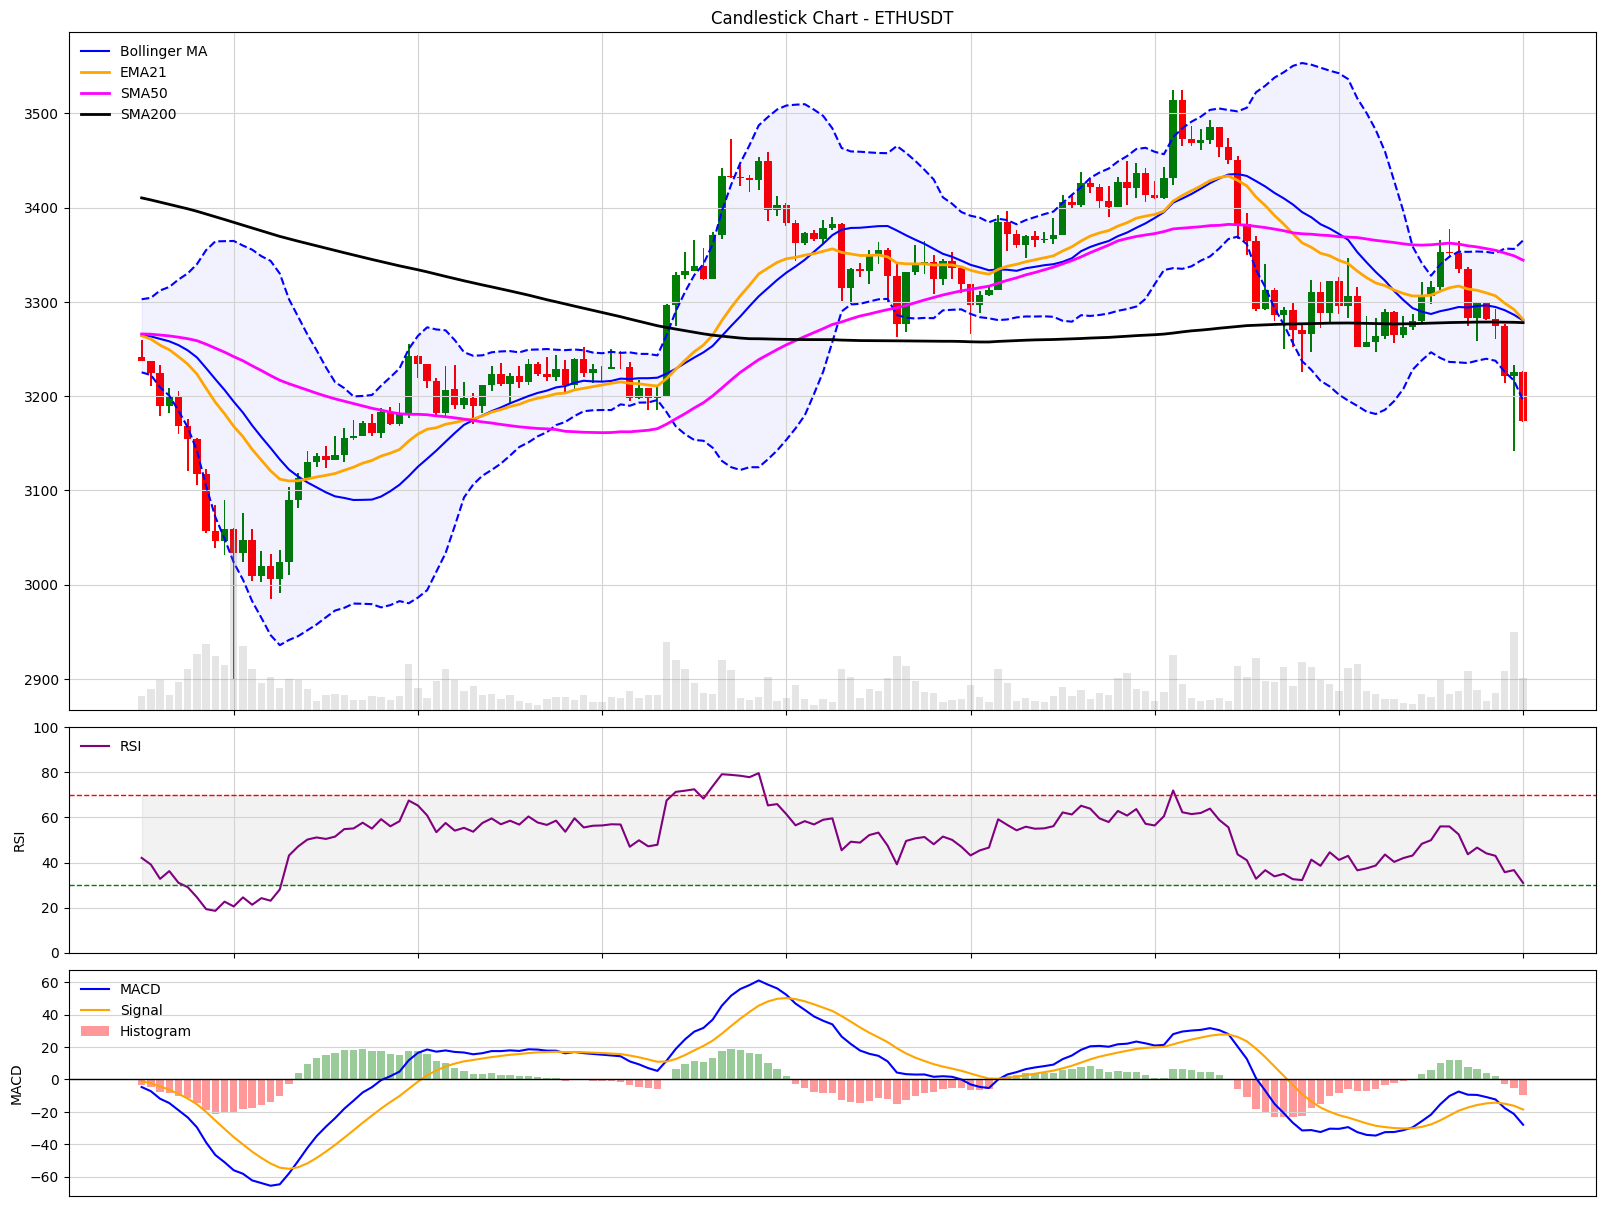 Candlestick Chart - ETHUSDT
Bollinger MA
EMA21
SMA50
SMA200
3500
3400
3300
3200
3100
3000
2900
100
80
60
40
20
0
RSI
RSI
60
40
20
0
−20
−40
−60
MACD
MACD
Signal
Histogram